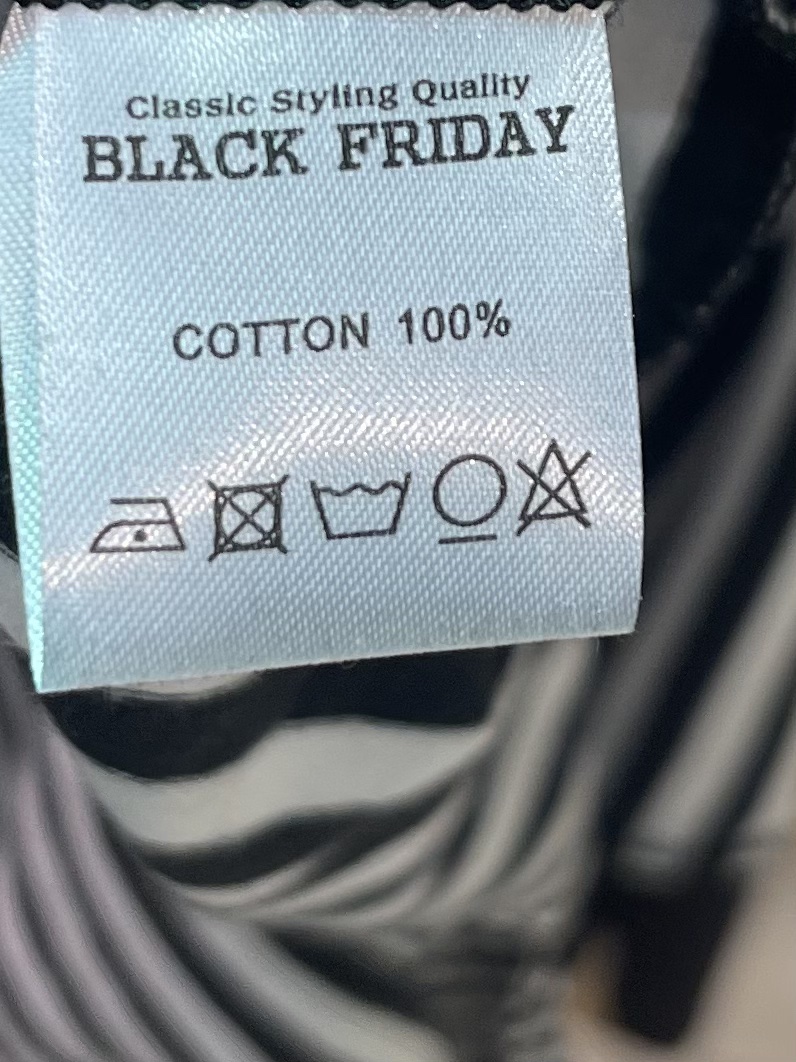 Classic Styling Quality
BLACK FRIDAY
COTTON 100%